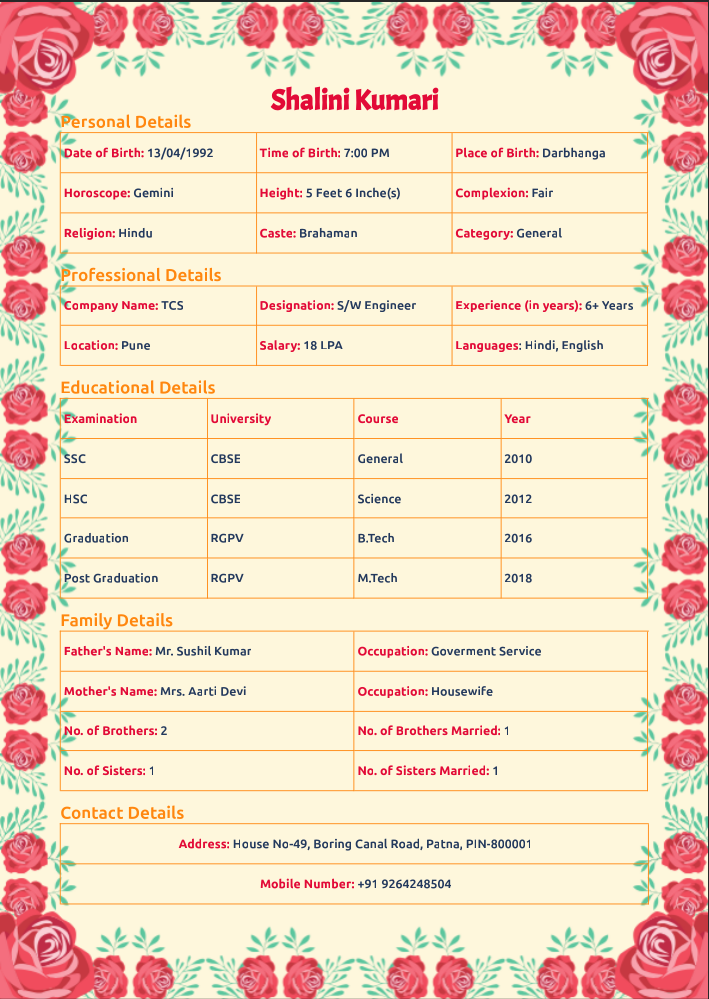 Shalini Kumari
Personal Details
Date of Birth: 13/04/1992 Time of Birth: 7:00 PM Place of Birth: Darbhanga
Horoscope: Gemini Height: 5 Feet 6 Inche(s) Complexion: Fair
Religion: Hindu Caste: Brahaman Category: General
Professional Details
Company Name: TCS Designation: S/W Engineer Experience (in years): 6+ Years
Location: Pune Salary: 18 LPA Languages: Hindi, English
Educational Details
Examination University Course Year
SSC CBSE General 2010
HSC CBSE Science 2012
Graduation RGPV B.Tech 2016
Post Graduation RGPV M.Tech 2018
Family Details
Father's Name: Mr. Sushil Kumar Occupation: Goverment Service
Mother's Name: Mrs. Aarti Devi Occupation: Housewife
No. of Brothers: 2 No. of Brothers Married: 1
No. of Sisters: 1 No. of Sisters Married: 1
Contact Details
Address: House No-49, Boring Canal Road, Patna, PIN-800001
Mobile Number: +91 9264248504